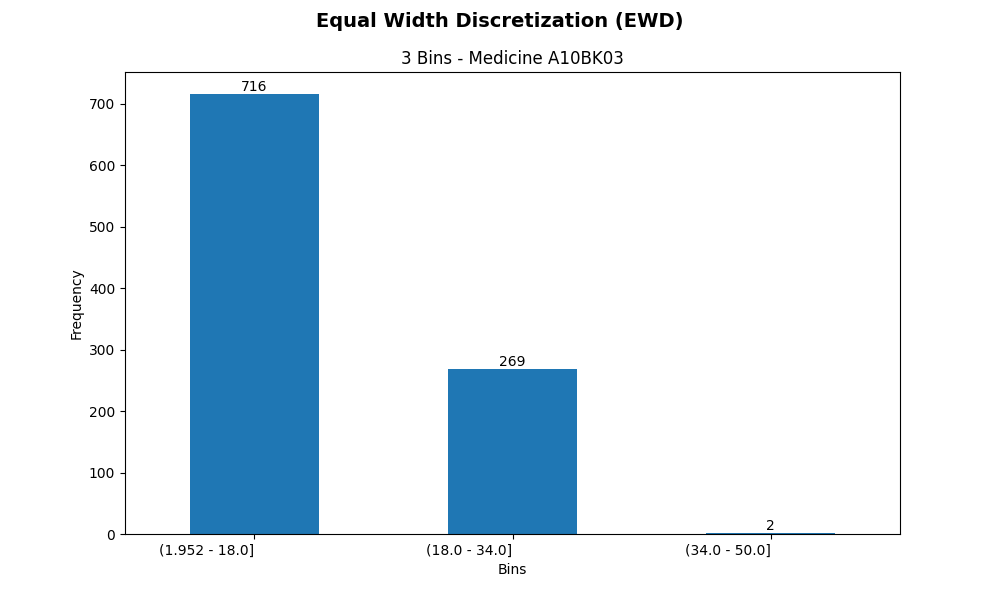 Equal Width Discretization (EWD)
3 Bins - Medicine A10BK03
716
700
600
500
400
Frequency
300
269
200
100
2
0
(1.952 - 18.0]
(18.0 - 34.0]
(34.0 - 50.0]
Bins